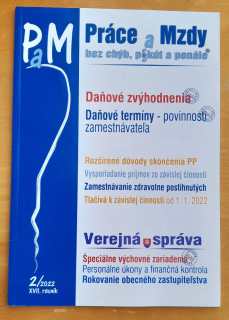 PaM
Práce a Mzdy
bez chýb, pokút a penále
Daňové zvýhodnenia
Daňové termíny - povinnosti
zamestnávateľa
Rozšírené dôvody skončenia PP
Vysporiadanie príjmov zo závislej činnosti
Zamestnávanie zdravotne postihnutých
Tlačivá k závislej činnosti od 1. 1. 2022
Verejná správa
Špeciálne výchovné zariadenia
Personálne úkony a finančná kontrola
Rokovanie obecného zastupiteľstva
2/2022
XVII. ročník